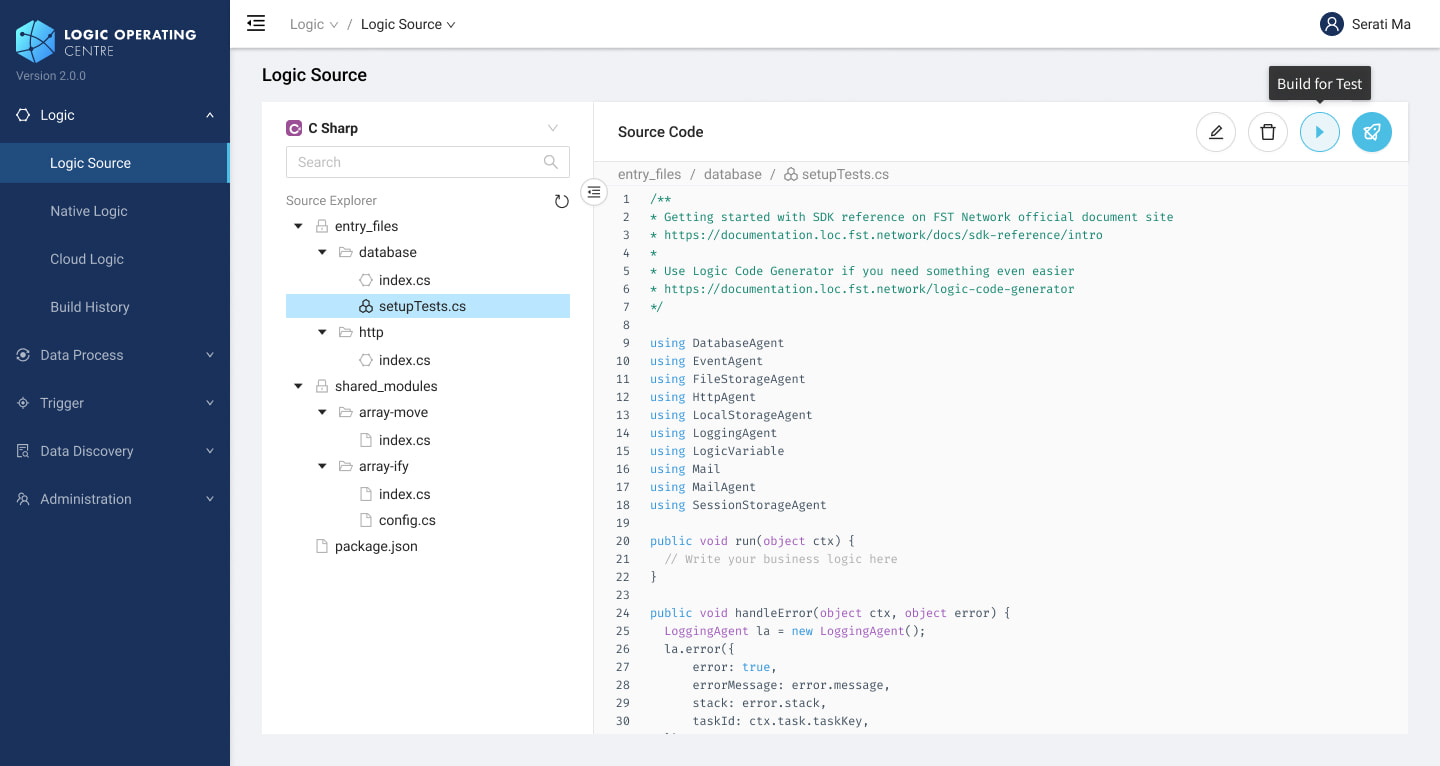 LOGIC OPERATING
CENTRE
Version 2.0.0
Logic
Logic Source
Native Logic
Cloud Logic
Build History
Data Process
Trigger
Data Discovery
Administration
Logic / Logic Source
Serati Ma
Logic Source
Build for Test
C Sharp
Search
Source Explorer
entry_files
database
index.cs
setupTests.cs
http
index.cs
shared_modules
array-move
index.cs
array-ify
index.cs
config.cs
package.json
Source Code
entry_files / database / setupTests.cs
1 /**
2 * Getting started with SDK reference on FST Network official document site
3 * https://documentation.loc.fst.network/docs/sdk-reference/intro
4 *
5 * Use Logic Code Generator if you need something even easier
6 * https://documentation.loc.fst.network/logic-code-generator
7 */
8
9 using DatabaseAgent
10 using EventAgent
11 using FileStorageAgent
12 using HttpAgent
13 using LocalStorageAgent
14 using LoggingAgent
15 using LogicVariable
16 using Mail
17 using MailAgent
18 using SessionStorageAgent
19
20 public void run(object ctx) {
21 // Write your business logic here
22 }
23
24 public void handleError(object ctx, object error) {
25 LoggingAgent la = new LoggingAgent();
26 la.error({
27 error: true,
28 errorMessage: error.message,
29 stack: error.stack,
30 taskId: ctx.task.taskKey,